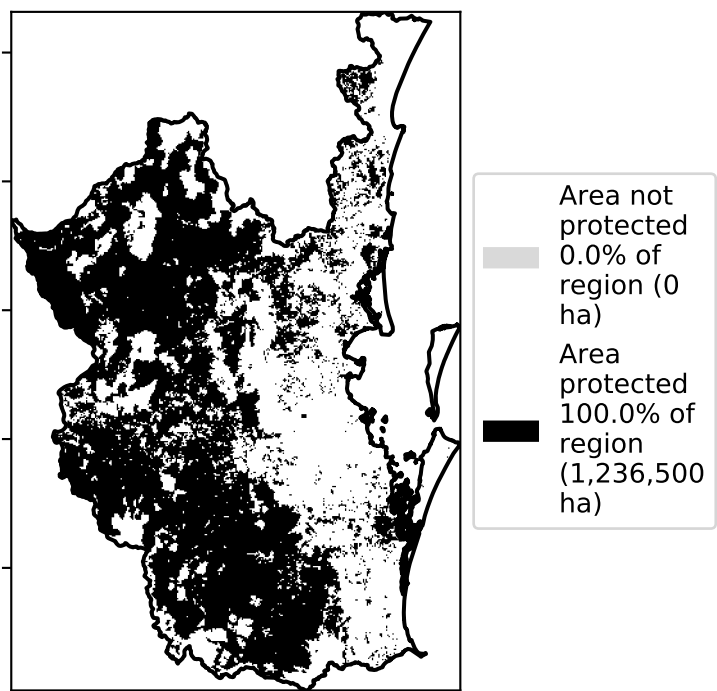 Area not
protected
0.0% of
region (0
ha)
Area
protected
100.0% of
region
(1,236,500
ha)